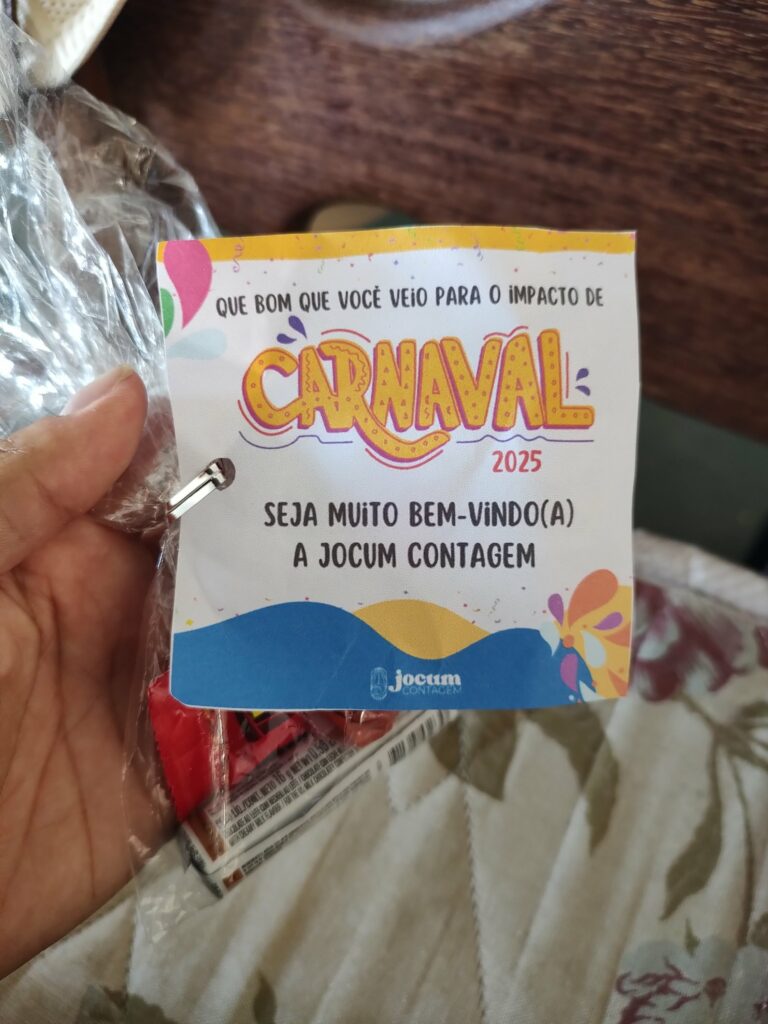 QUE BOM QUE VOCÊ VEIO PARA O IMPACTO DE
CARNAVAL
2025
SEJA MUITO BEM-VINDO(A)
A JOCUM CONTAGEM
jocum
CONTAGEM